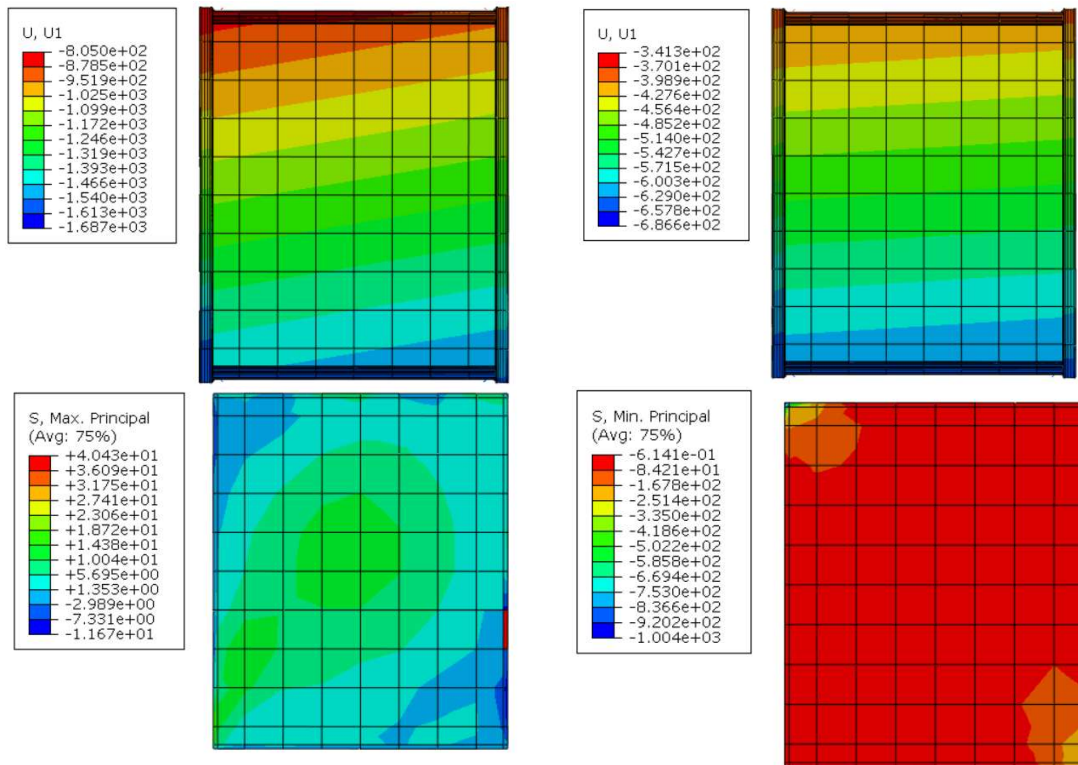 U, U1
-8.050e+02
-8.785e+02
-9.519e+02
-1.025e+03
-1.099e+03
-1.172e+03
-1.246e+03
-1.319e+03
-1.393e+03
-1.466e+03
-1.540e+03
-1.613e+03
-1.687e+03
U, U1
-3.413e+02
-3.701e+02
-3.989e+02
-4.276e+02
-4.564e+02
-4.852e+02
-5.140e+02
-5.427e+02
-5.715e+02
-6.003e+02
-6.290e+02
-6.578e+02
-6.866e+02
S, Max. Principal
(Avg: 75%)
+4.043e+01
+3.609e+01
+3.175e+01
+2.741e+01
+2.306e+01
+1.872e+01
+1.438e+01
+1.004e+01
+5.695e+00
+1.353e+00
-2.989e+00
-7.331e+00
-1.167e+01
S, Min. Principal
(Avg: 75%)
-6.141e-01
-8.421e+01
-1.678e+02
-2.514e+02
-3.350e+02
-4.186e+02
-5.022e+02
-5.858e+02
-6.694e+02
-7.530e+02
-8.366e+02
-9.202e+02
-1.004e+03